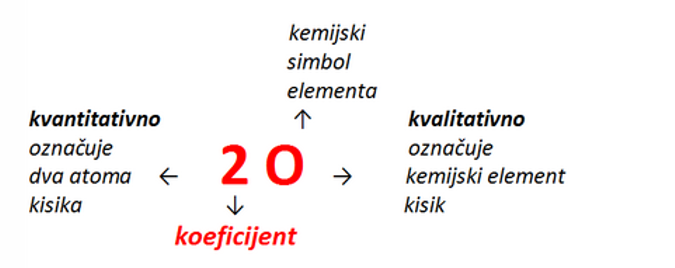 kemijski
simbol
elementa
↑
kvantitativno
označuje
dva atoma ←
kisika
2 O
→
kvalitativno
označuje
kemijski element
kisik
↓
koeficijent